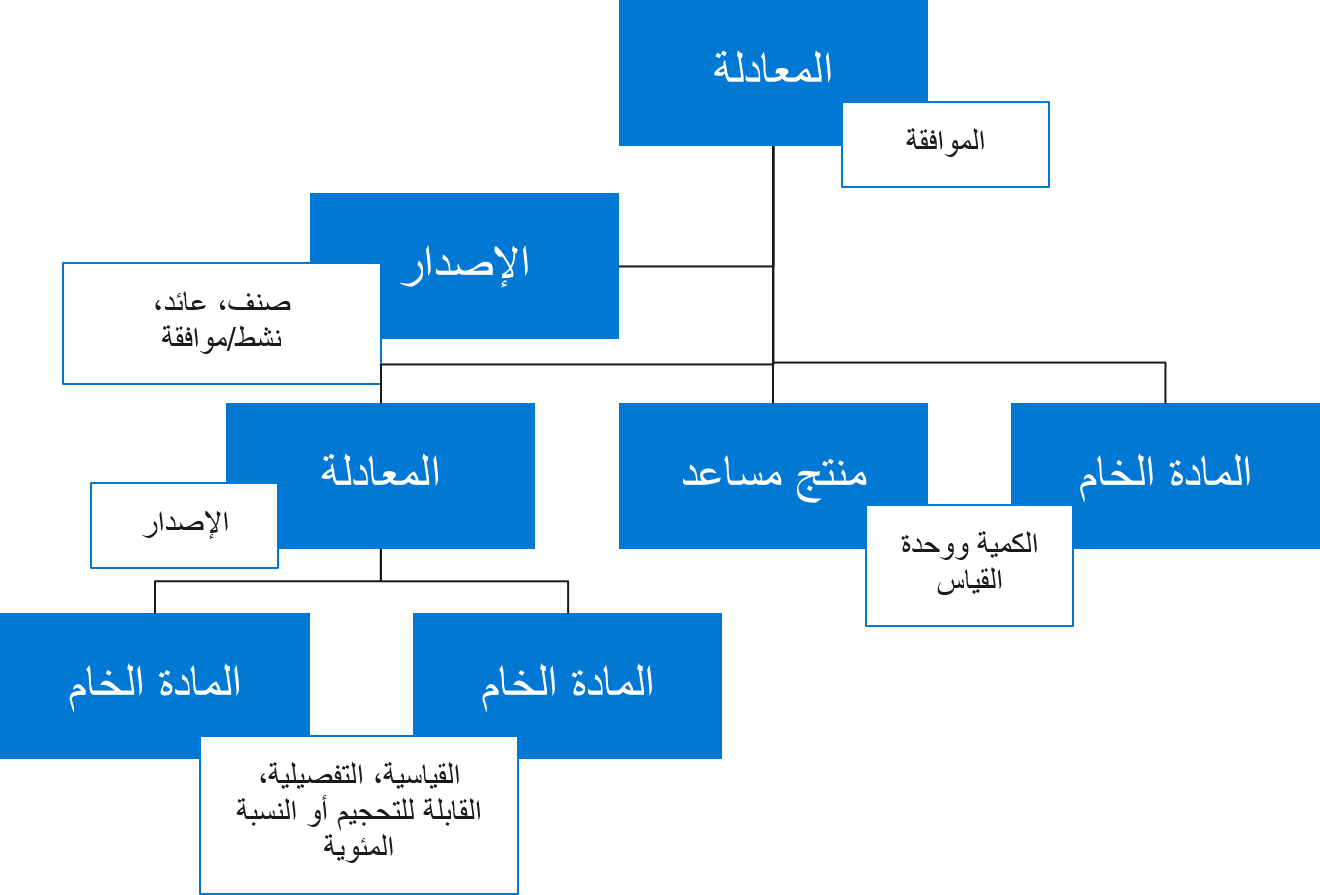 المعادلة
الموافقة
الإصدار
صنف، عائد،
نشط/موافقة
المادة الخام
منتج مساعد
الكمية ووحدة
القياس
المعادلة
الإصدار
المادة الخام
المادة الخام
القياسية، التفصيلية،
القابلة للتحجيم أو النسبة
المئوية